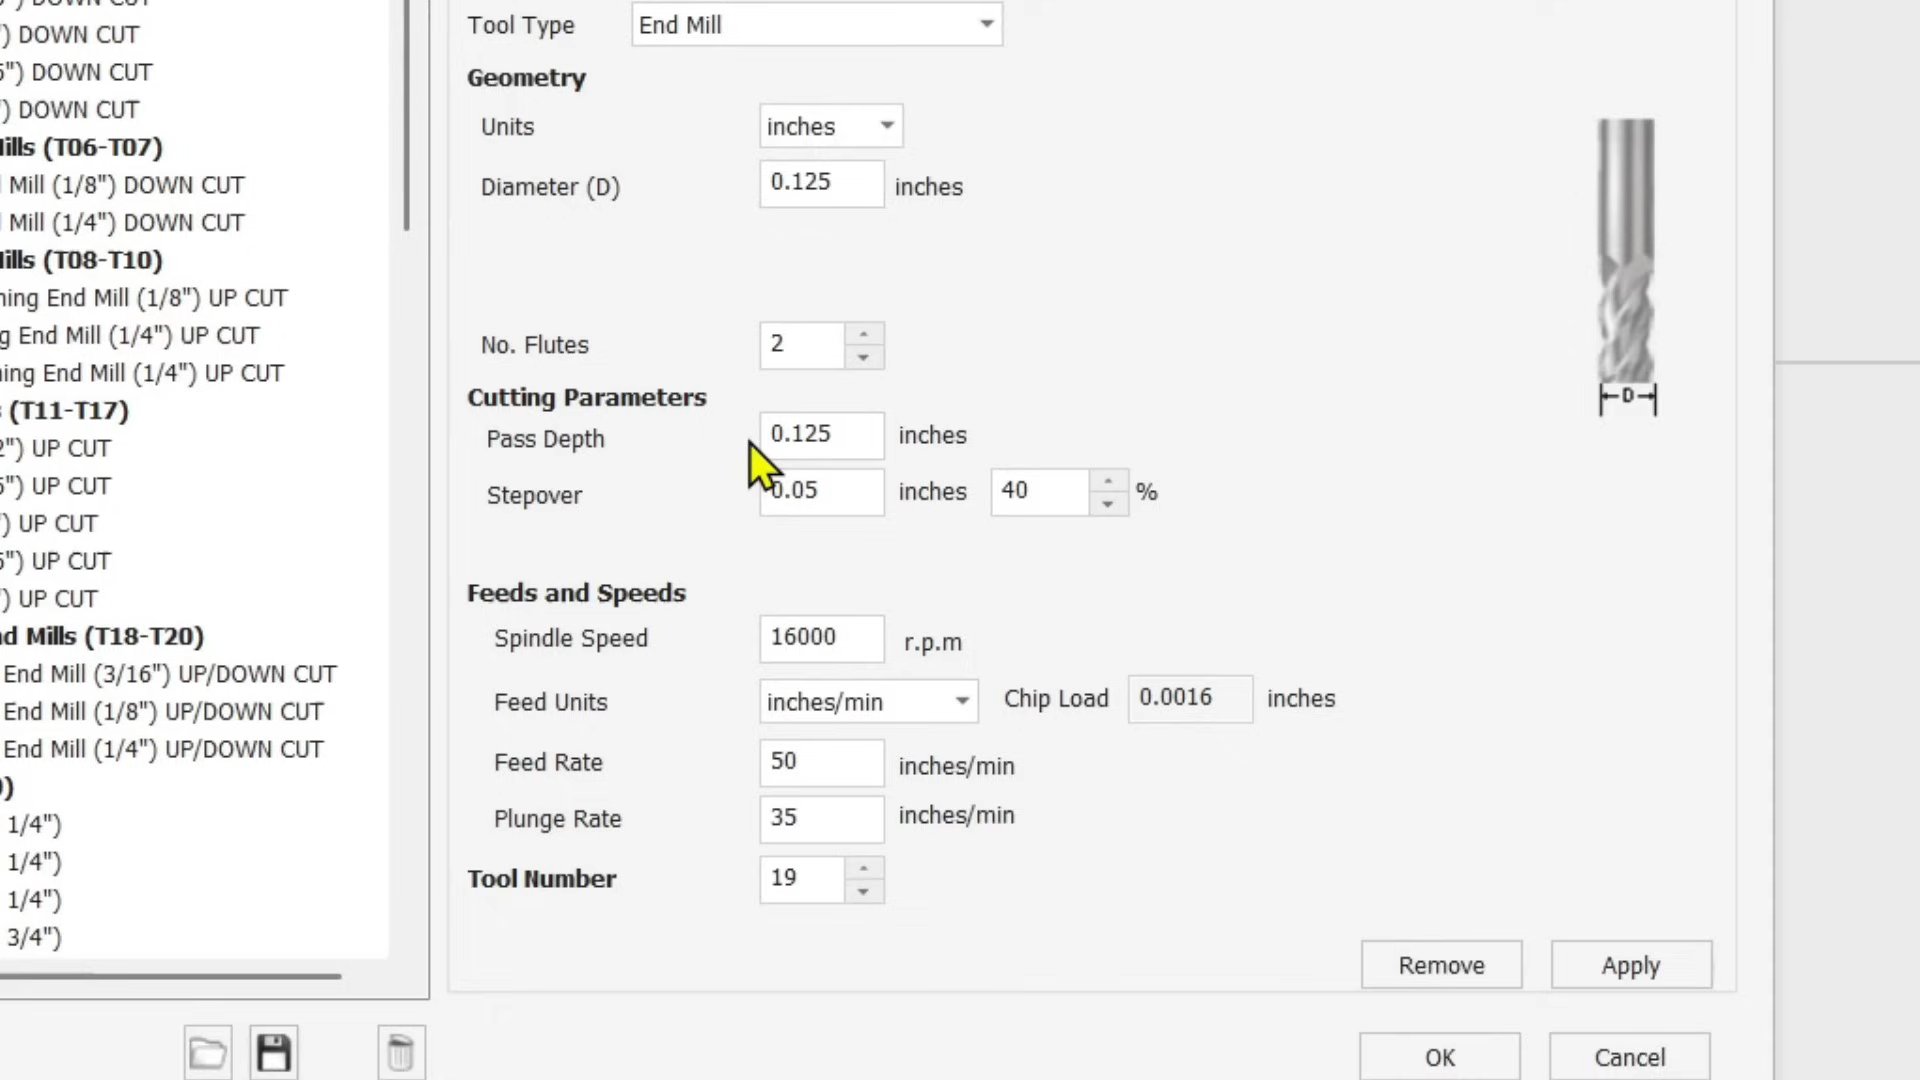 DOWN CUT
") DOWN CUT
") DOWN CUT
") DOWN CUT
ills (T06-T07)
Mill (1/8") DOWN CUT
Mill (1/4") DOWN CUT
ills (T08-T10)
ning End Mill (1/8") UP CUT
g End Mill (1/4") UP CUT
ning End Mill (1/4") UP CUT
(T11-T17)
2") UP CUT
") UP CUT
") UP CUT
") UP CUT
") UP CUT
d Mills (T18-T20)
End Mill (3/16") UP/DOWN CUT
End Mill (1/8") UP/DOWN CUT
End Mill (1/4") UP/DOWN CUT
)
1/4")
1/4")
1/4")
3/4")
Tool Type End Mill
Geometry
Units inches
Diameter (D) 0.125 inches
No. Flutes 2
Cutting Parameters
Pass Depth 0.125 inches
Stepover 0.05 inches 40 %
Feeds and Speeds
Spindle Speed 16000 r.p.m
Feed Units inches/min Chip Load 0.0016 inches
Feed Rate 50 inches/min
Plunge Rate 35 inches/min
Tool Number 19
D
Remove Apply
OK Cancel